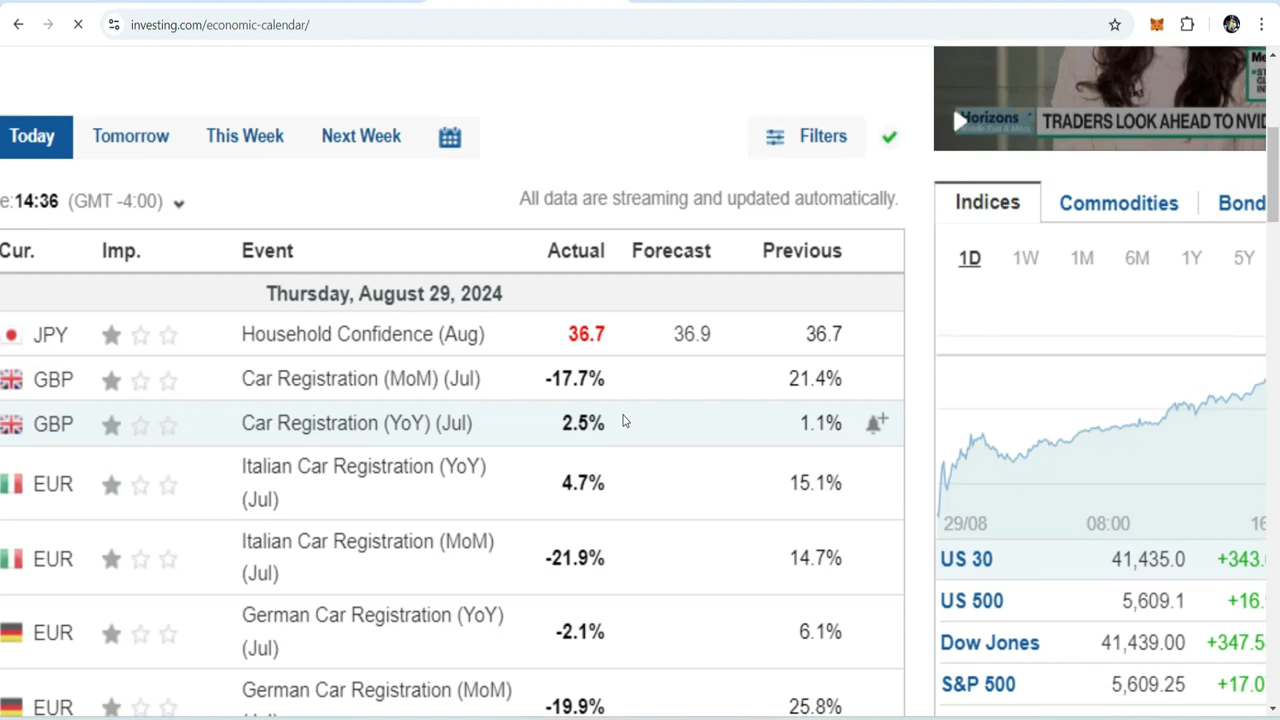 investing.com/economic-calendar/
Horizons
TRADERS LOOK AHEAD TO NVID
Today Tomorrow This Week Next Week Filters
e:14:36 (GMT -4:00) All data are streaming and updated automatically.
Cur. Imp. Event Actual Forecast Previous
Thursday, August 29, 2024
JPY Household Confidence (Aug) 36.7 36.9 36.7
GBP Car Registration (MoM) (Jul) -17.7% 21.4%
GBP Car Registration (YoY) (Jul) 2.5% 1.1%
EUR Italian Car Registration (YoY) 4.7% 15.1%
(Jul)
EUR Italian Car Registration (MoM) -21.9% 14.7%
(Jul)
EUR German Car Registration (YoY) -2.1% 6.1%
(Jul)
EUR German Car Registration (MoM) -19.9% 25.8%
Indices Commodities Bond
1D 1W 1M 6M 1Y 5Y
29/08 08:00 16
US 30 41,435.0 +343.
US 500 5,609.1 +16.
Dow Jones 41,439.00 +347.5
S&P 500 5,609.25 +17.0